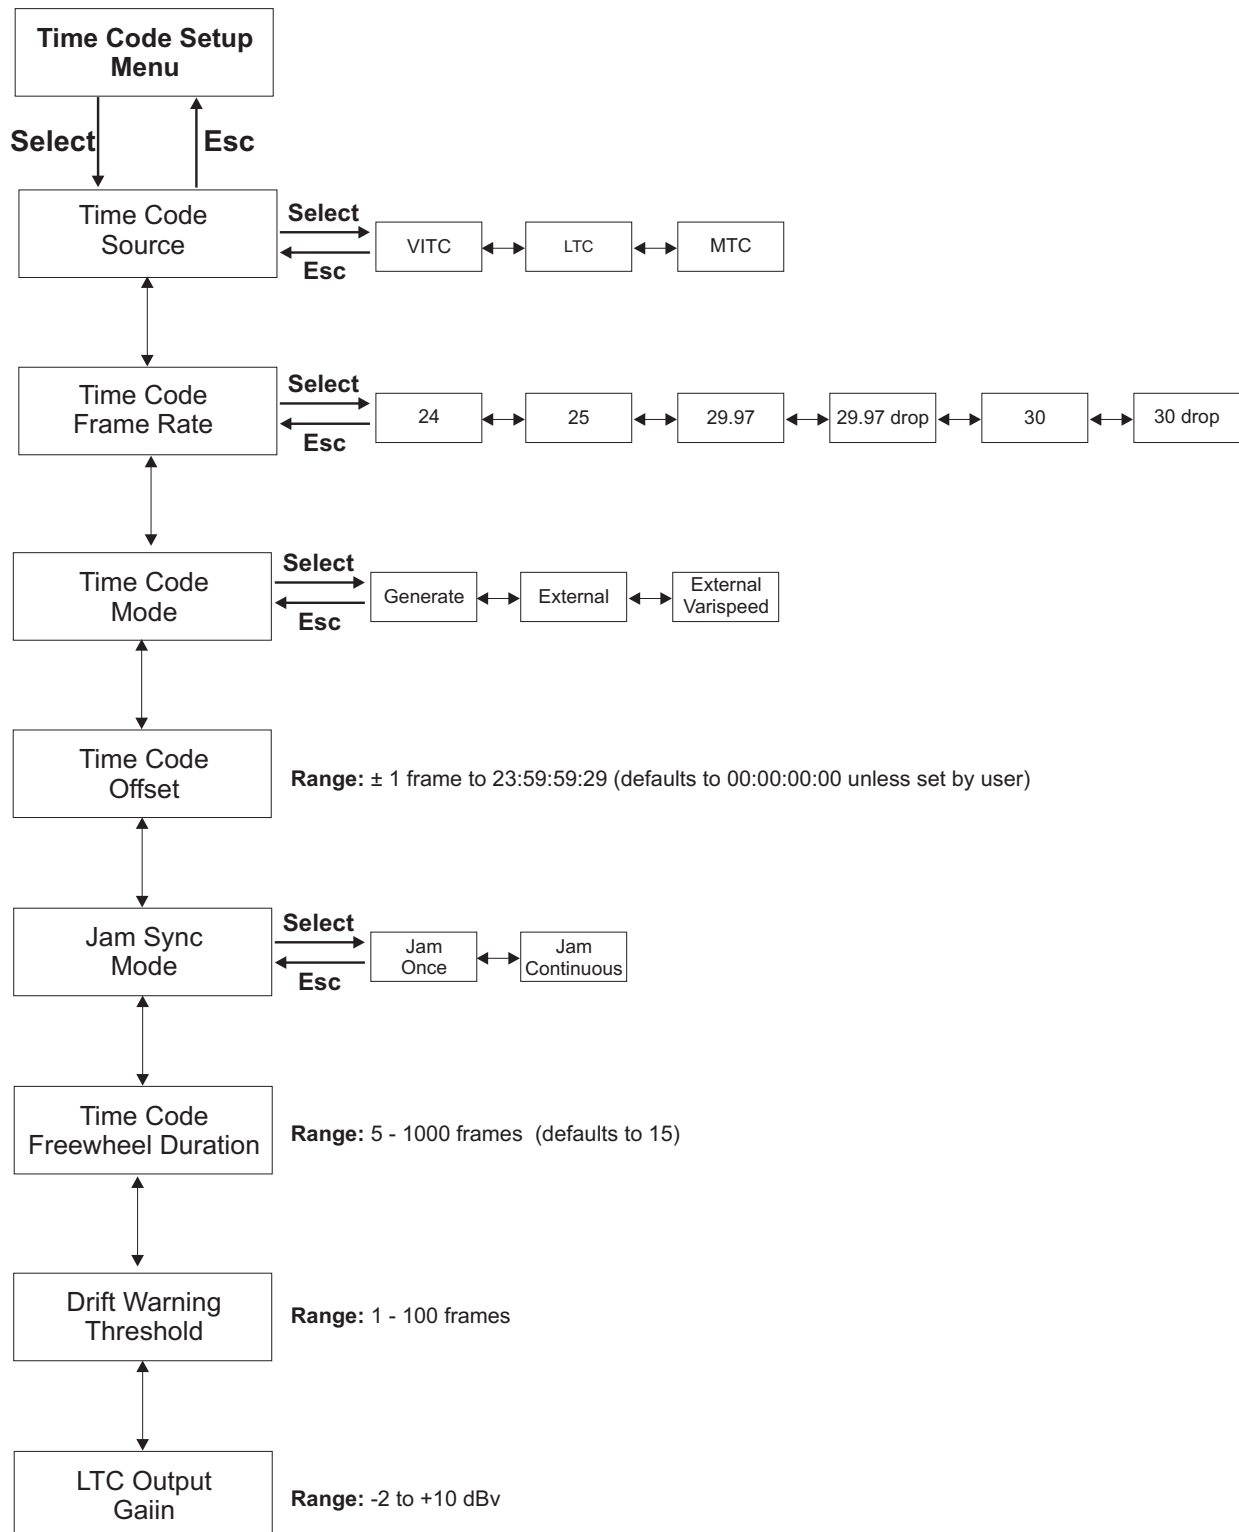 Time Code Setup
Menu
Select
Esc
Time Code
Source
Select
Esc
VITC
LTC
MTC
Time Code
Frame Rate
Select
Esc
24
25
29.97
29.97 drop
30
30 drop
Time Code
Mode
Select
Esc
Generate
External
External
Varispeed
Time Code
Offset
Range: ± 1 frame to 23:59:59:29 (defaults to 00:00:00:00 unless set by user)
Jam Sync
Mode
Select
Esc
Jam
Once
Jam
Continuous
Time Code
Freewheel Duration
Range: 5 - 1000 frames (defaults to 15)
Drift Warning
Threshold
Range: 1 - 100 frames
LTC Output
Gaiin
Range: -2 to +10 dBv